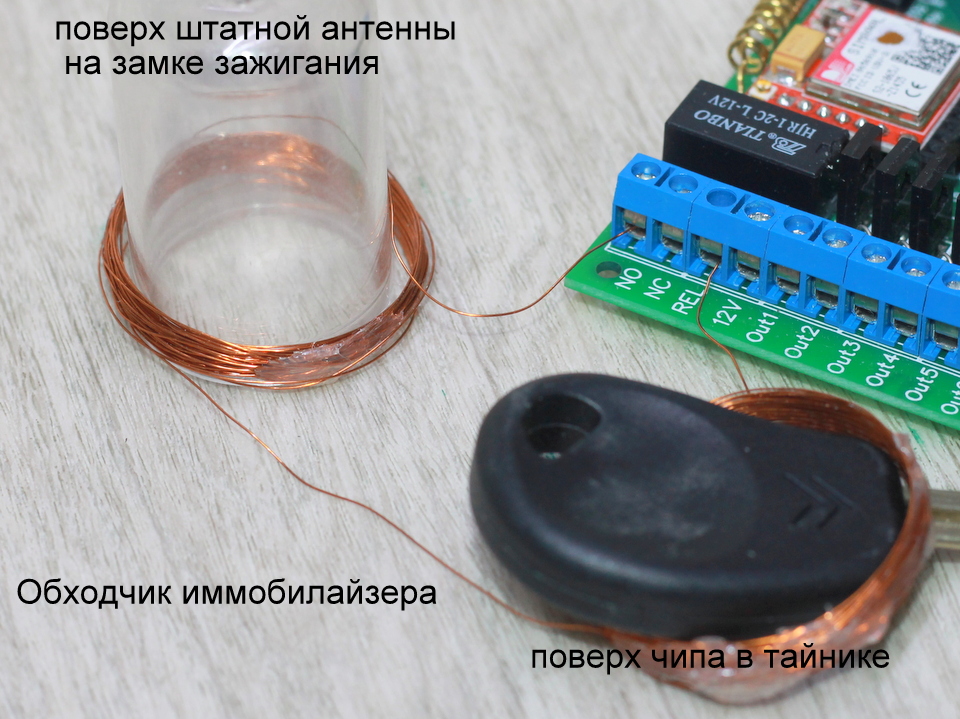 поверх штатной антенны
на замке зажигания
TIANBO
HJR1-2C L-12V
NO
NC
REL
12V
Out1
Out2
Out3
Out4
Out5
Обходчик иммобилайзера
поверх чипа в тайнике